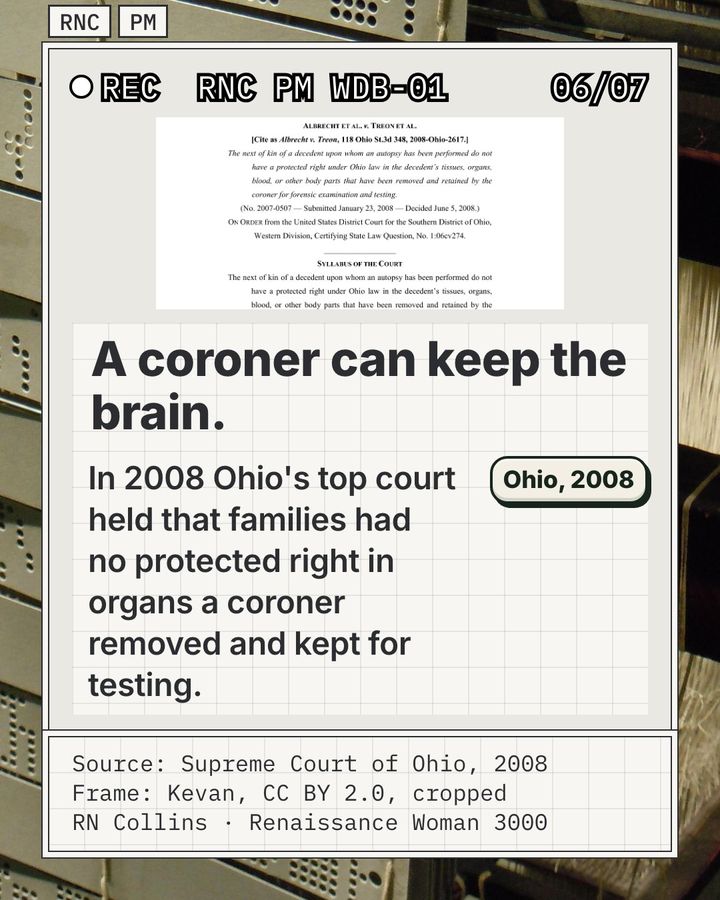 RNC PM
REC RNC PM WDB-01 06/07
ALBRECHT ET AL. v. TREON ET AL.
[Cite as Albrecht v. Treon, 118 Ohio St.3d 348, 2008-Ohio-2617.]
The next of kin of a decedent upon whom an autopsy has been performed do not
have a protected right under Ohio law in the decedent's tissues, organs,
blood, or other body parts that have been removed and retained by the
coroner for forensic examination and testing.
(No. 2007-0507 — Submitted January 23, 2008 — Decided June 5, 2008.)
ON ORDER from the United States District Court for the Southern District of Ohio,
Western Division, Certifying State Law Question, No. 1:06cv274.
SYLLABUS OF THE COURT
The next of kin of a decedent upon whom an autopsy has been performed do not
have a protected right under Ohio law in the decedent's tissues, organs,
blood, or other body parts that have been removed and retained by the
A coroner can keep the
brain.
In 2008 Ohio's top court
held that families had
no protected right in
organs a coroner
removed and kept for
testing.
Ohio, 2008
Source: Supreme Court of Ohio, 2008
Frame: Kevan, CC BY 2.0, cropped
RN Collins · Renaissance Woman 3000